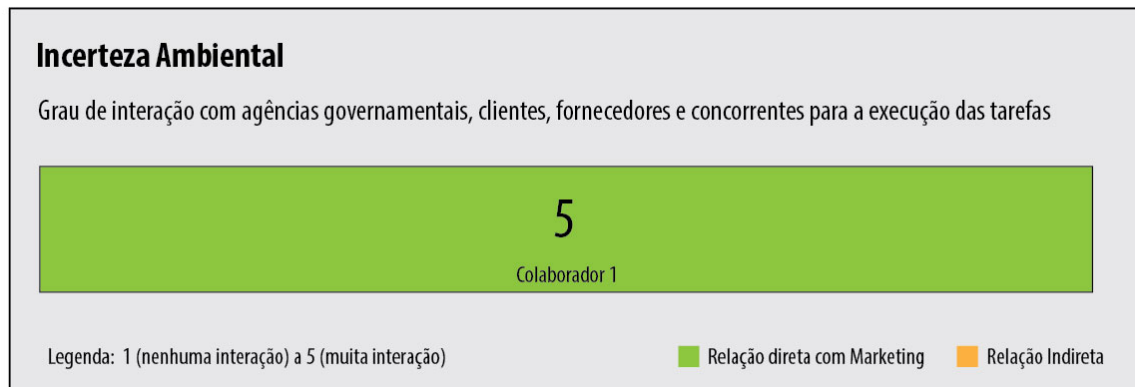 Incerteza Ambiental
Grau de interação com agências governamentais, clientes, fornecedores e concorrentes para a execução das tarefas
5
Colaborador 1
Legenda: 1 (nenhuma interação) a 5 (muita interação)
Relação direta com Marketing
Relação Indireta